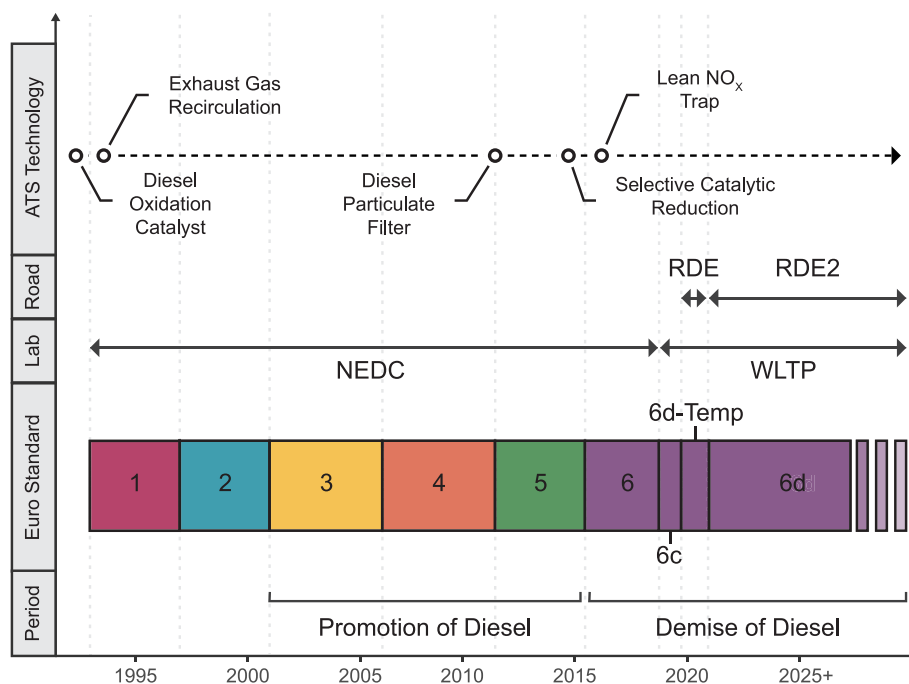 ATS Technology
Exhaust Gas
Recirculation
Lean NOₓ
Trap
Diesel
Oxidation
Catalyst
Diesel
Particulate
Filter
Selective Catalytic
Reduction
Road
RDE
RDE2
Lab
NEDC
WLTP
Euro Standard
6d-Temp
1
2
3
4
5
6
6d
6c
Period
Promotion of Diesel
Demise of Diesel
1995
2000
2005
2010
2015
2020
2025+